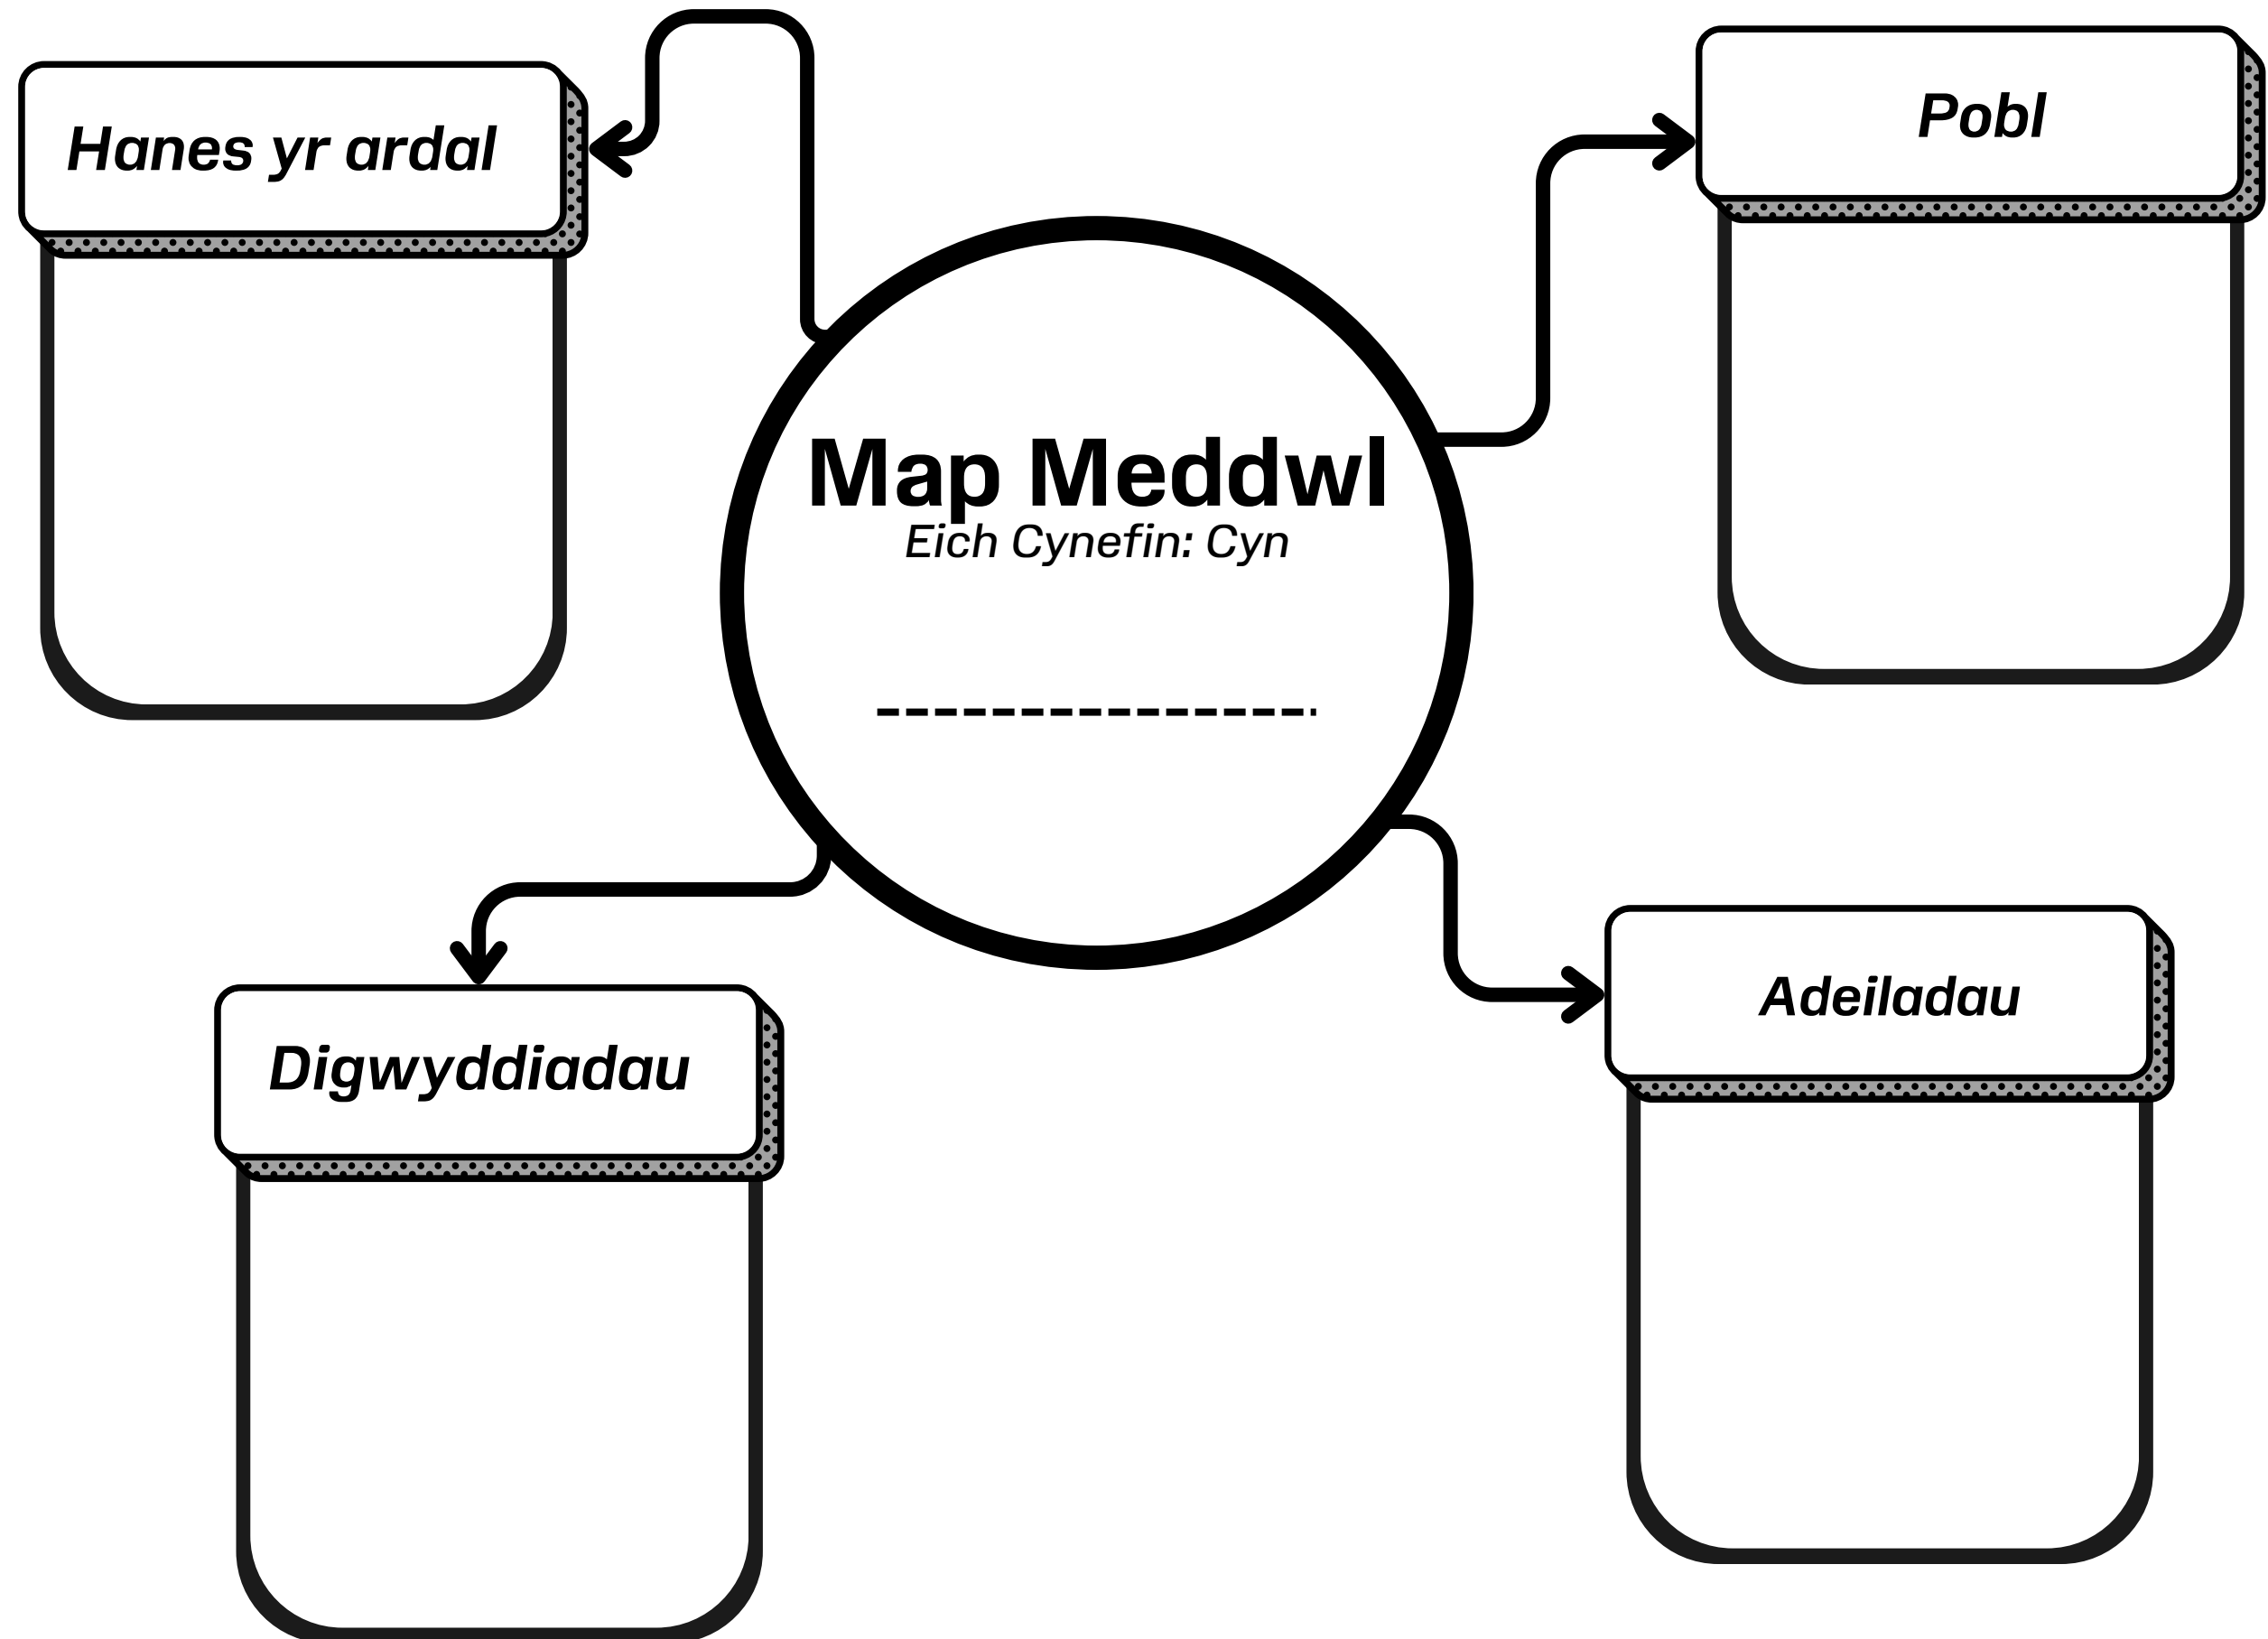 Hanes yr ardal
Pobl
Map Meddwl
Eich Cynefin: Cyn
Digwyddiadau
Adeiladau